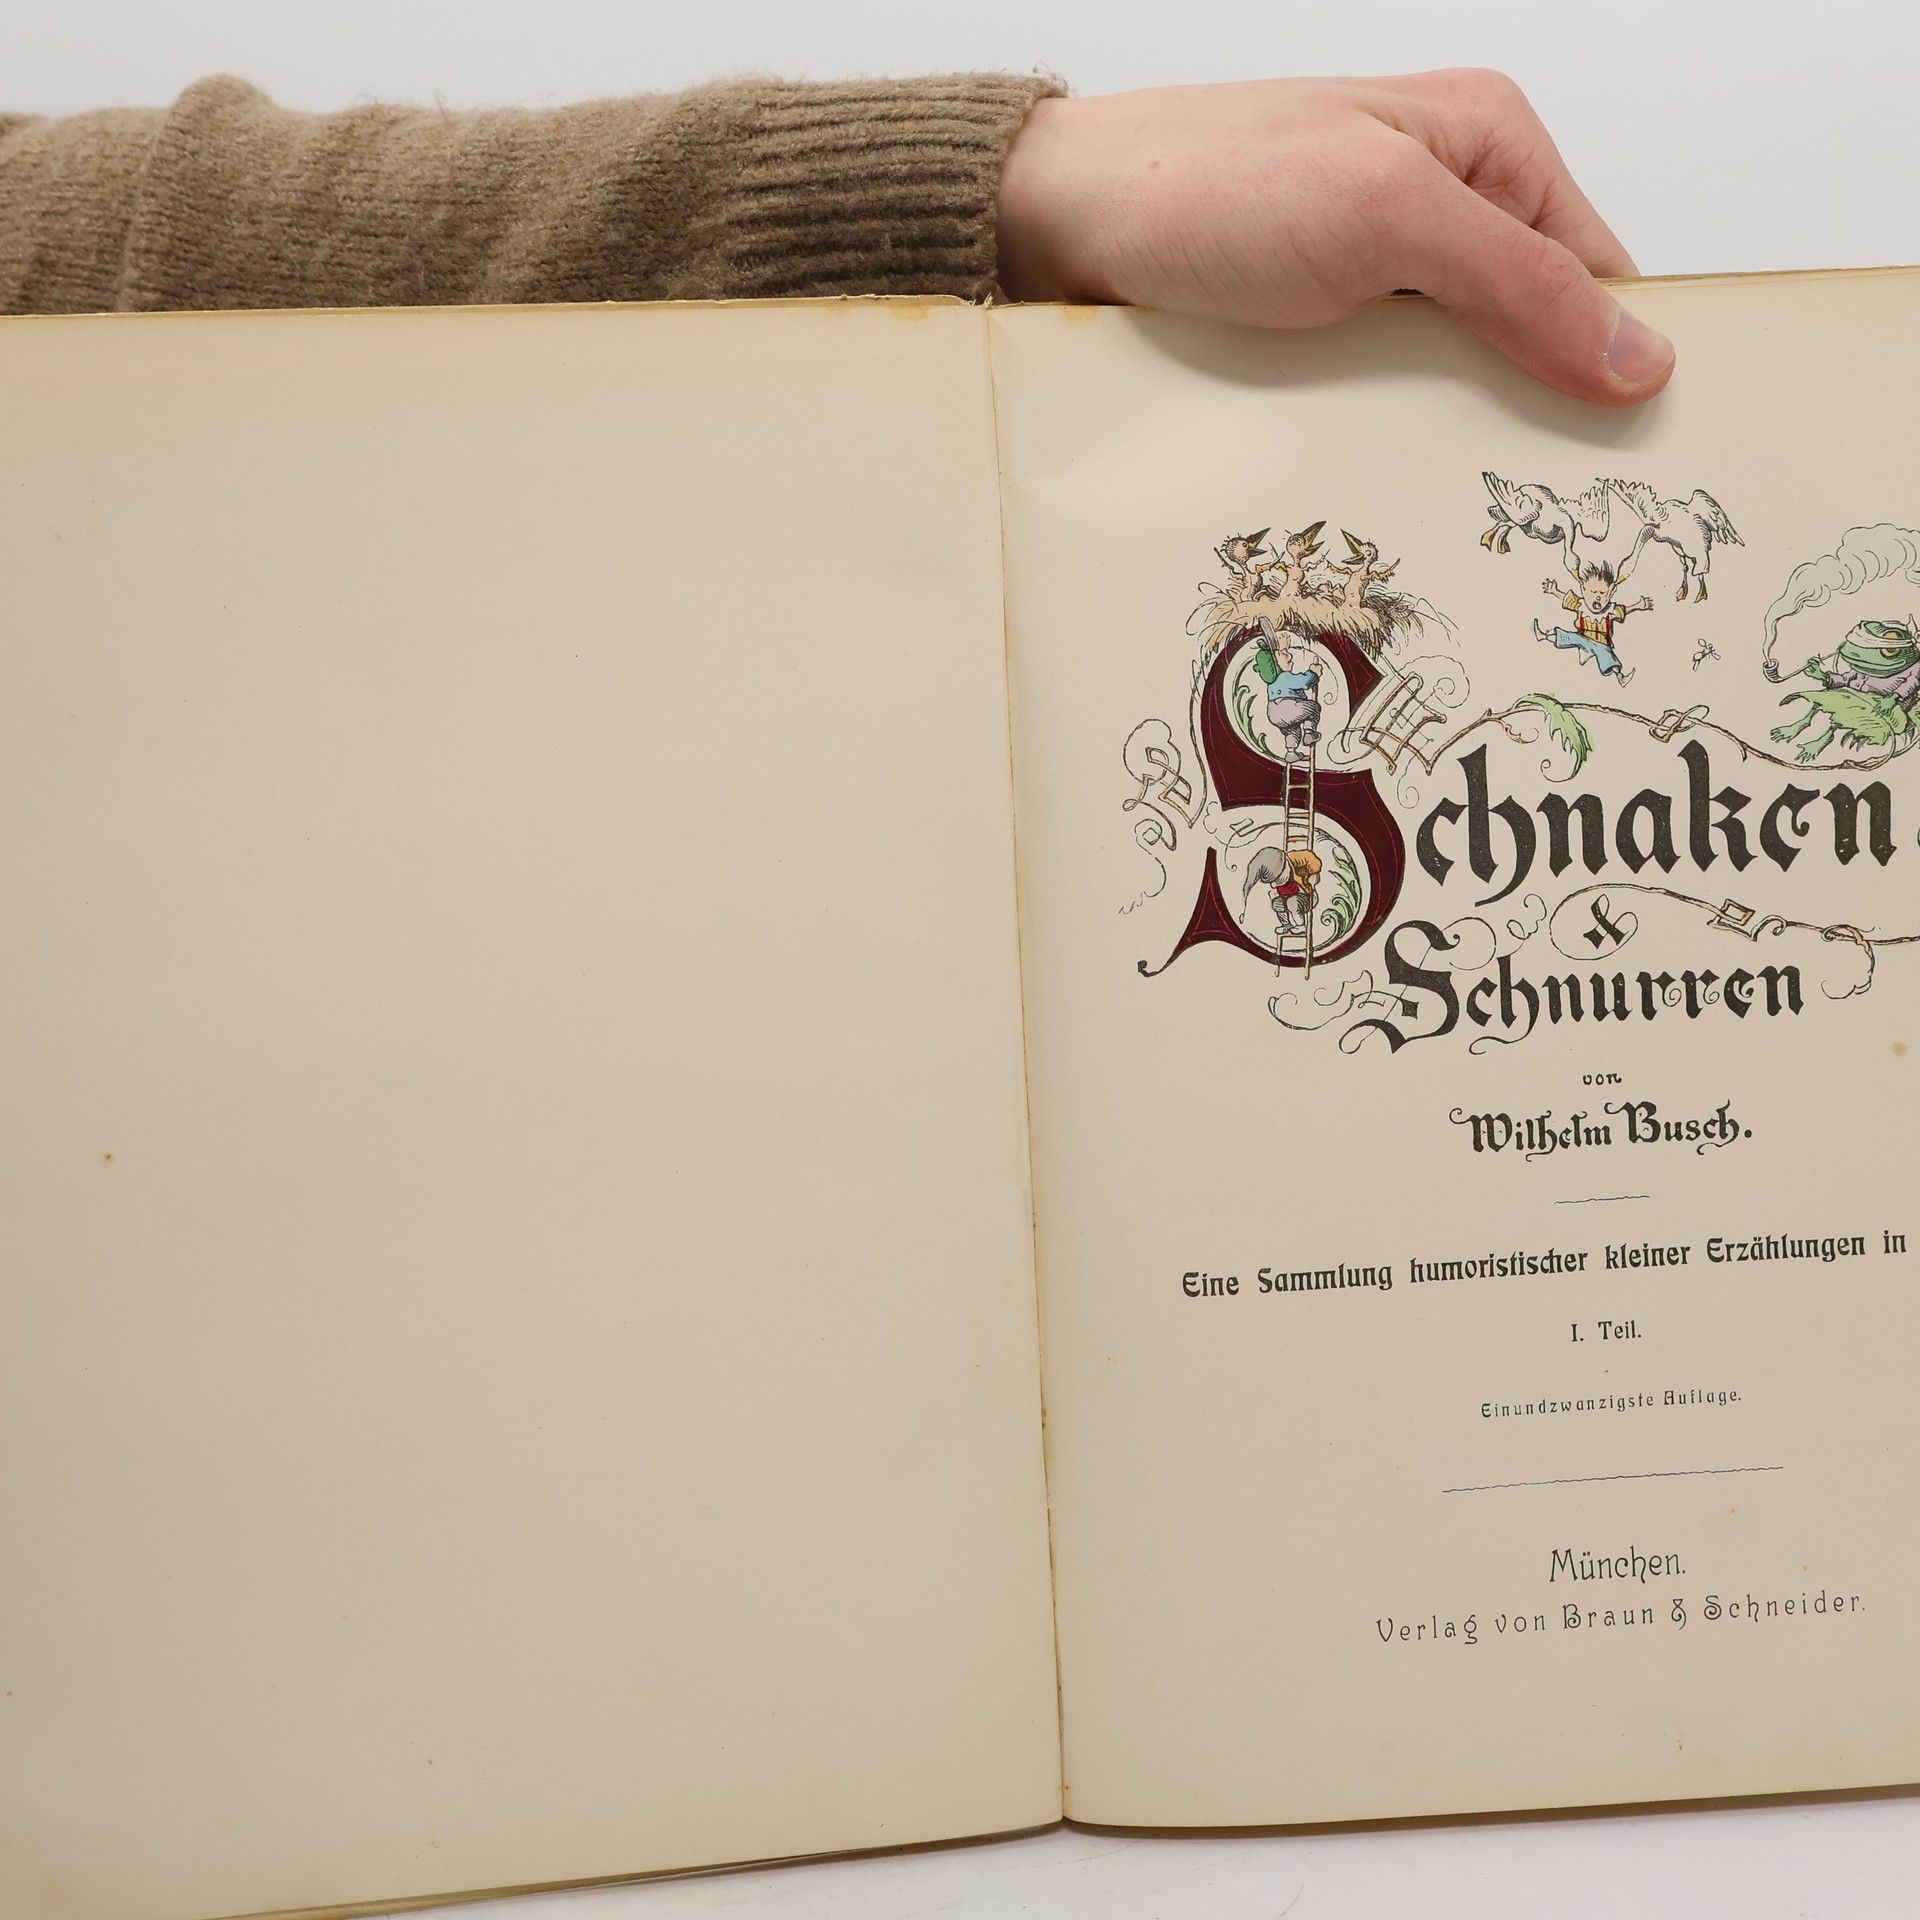 Schnaken
&
Schnurren
von
Wilhelm Busch.
Eine Sammlung humoristischer kleiner Erzählungen in
I. Teil.
Einundzwanzigste Auflage.
München.
Verlag von Braun & Schneider.